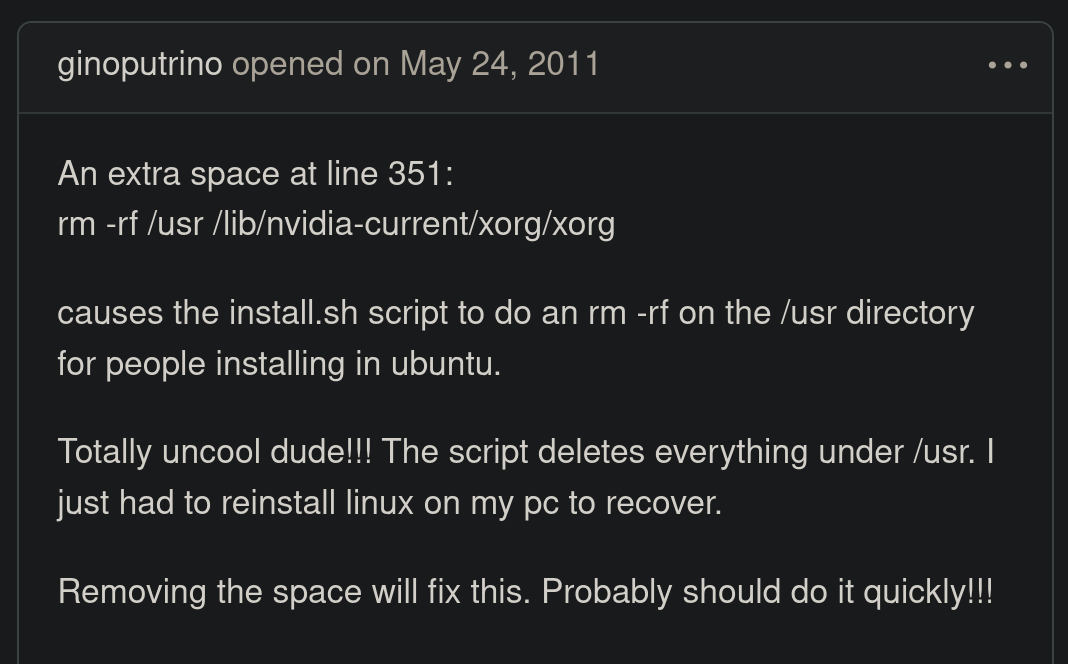 ginoputrino opened on May 24, 2011
An extra space at line 351:
rm -rf /usr /lib/nvidia-current/xorg/xorg
causes the install.sh script to do an rm -rf on the /usr directory
for people installing in ubuntu.
Totally uncool dude!!! The script deletes everything under /usr. I
just had to reinstall linux on my pc to recover.
Removing the space will fix this. Probably should do it quickly!!!